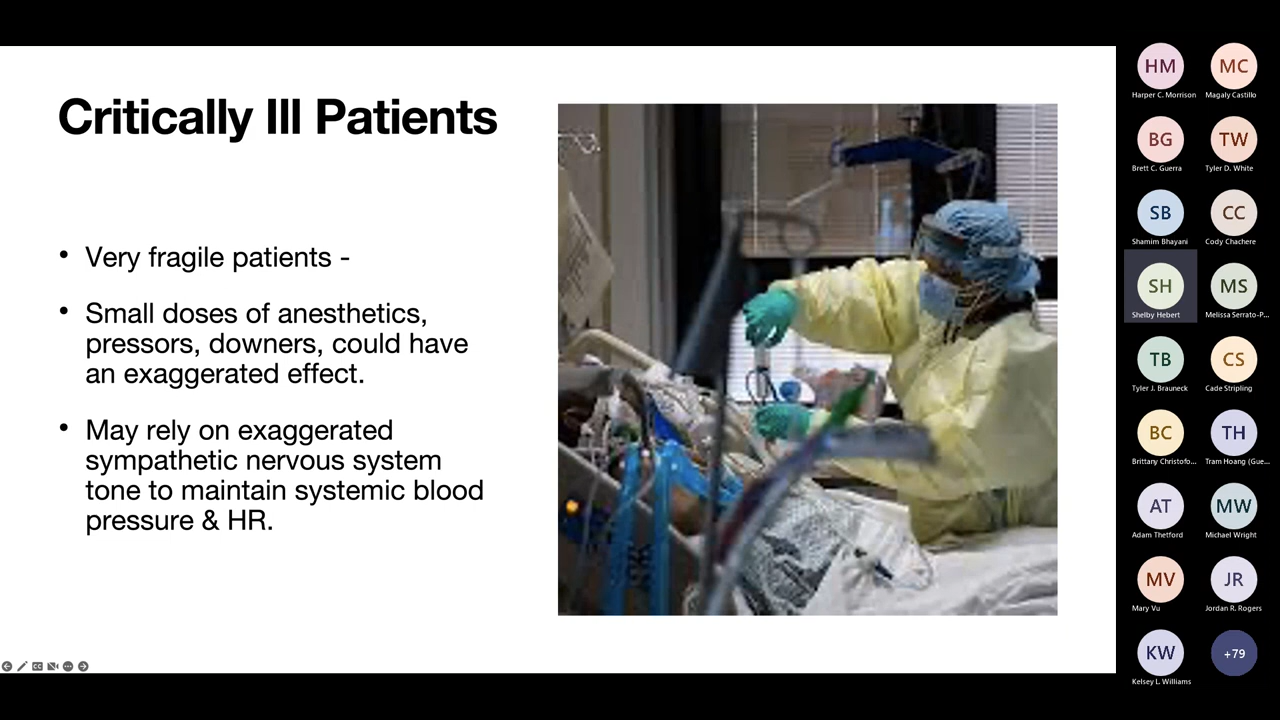 Critically Ill Patients
• Very fragile patients -
• Small doses of anesthetics,
pressors, downers, could have
an exaggerated effect.
• May rely on exaggerated
sympathetic nervous system
tone to maintain systemic blood
pressure & HR.
HM
Harper C. Morrison
MC
Magaly Castillo
BG
Brett C. Guerra
TW
Tyler D. White
SB
Shamim Bhayani
CC
Cody Chachere
SH
Shelby Hebert
MS
Melissa Serrato-P...
TB
Tyler J. Brauneck
CS
Cade Stripling
BC
Brittany Christofo...
TH
Tram Hoang (Gue...
AT
Adam Thetford
MW
Michael Wright
MV
Mary Vu
JR
Jordan R. Rogers
KW
Kelsey L. Williams
+79